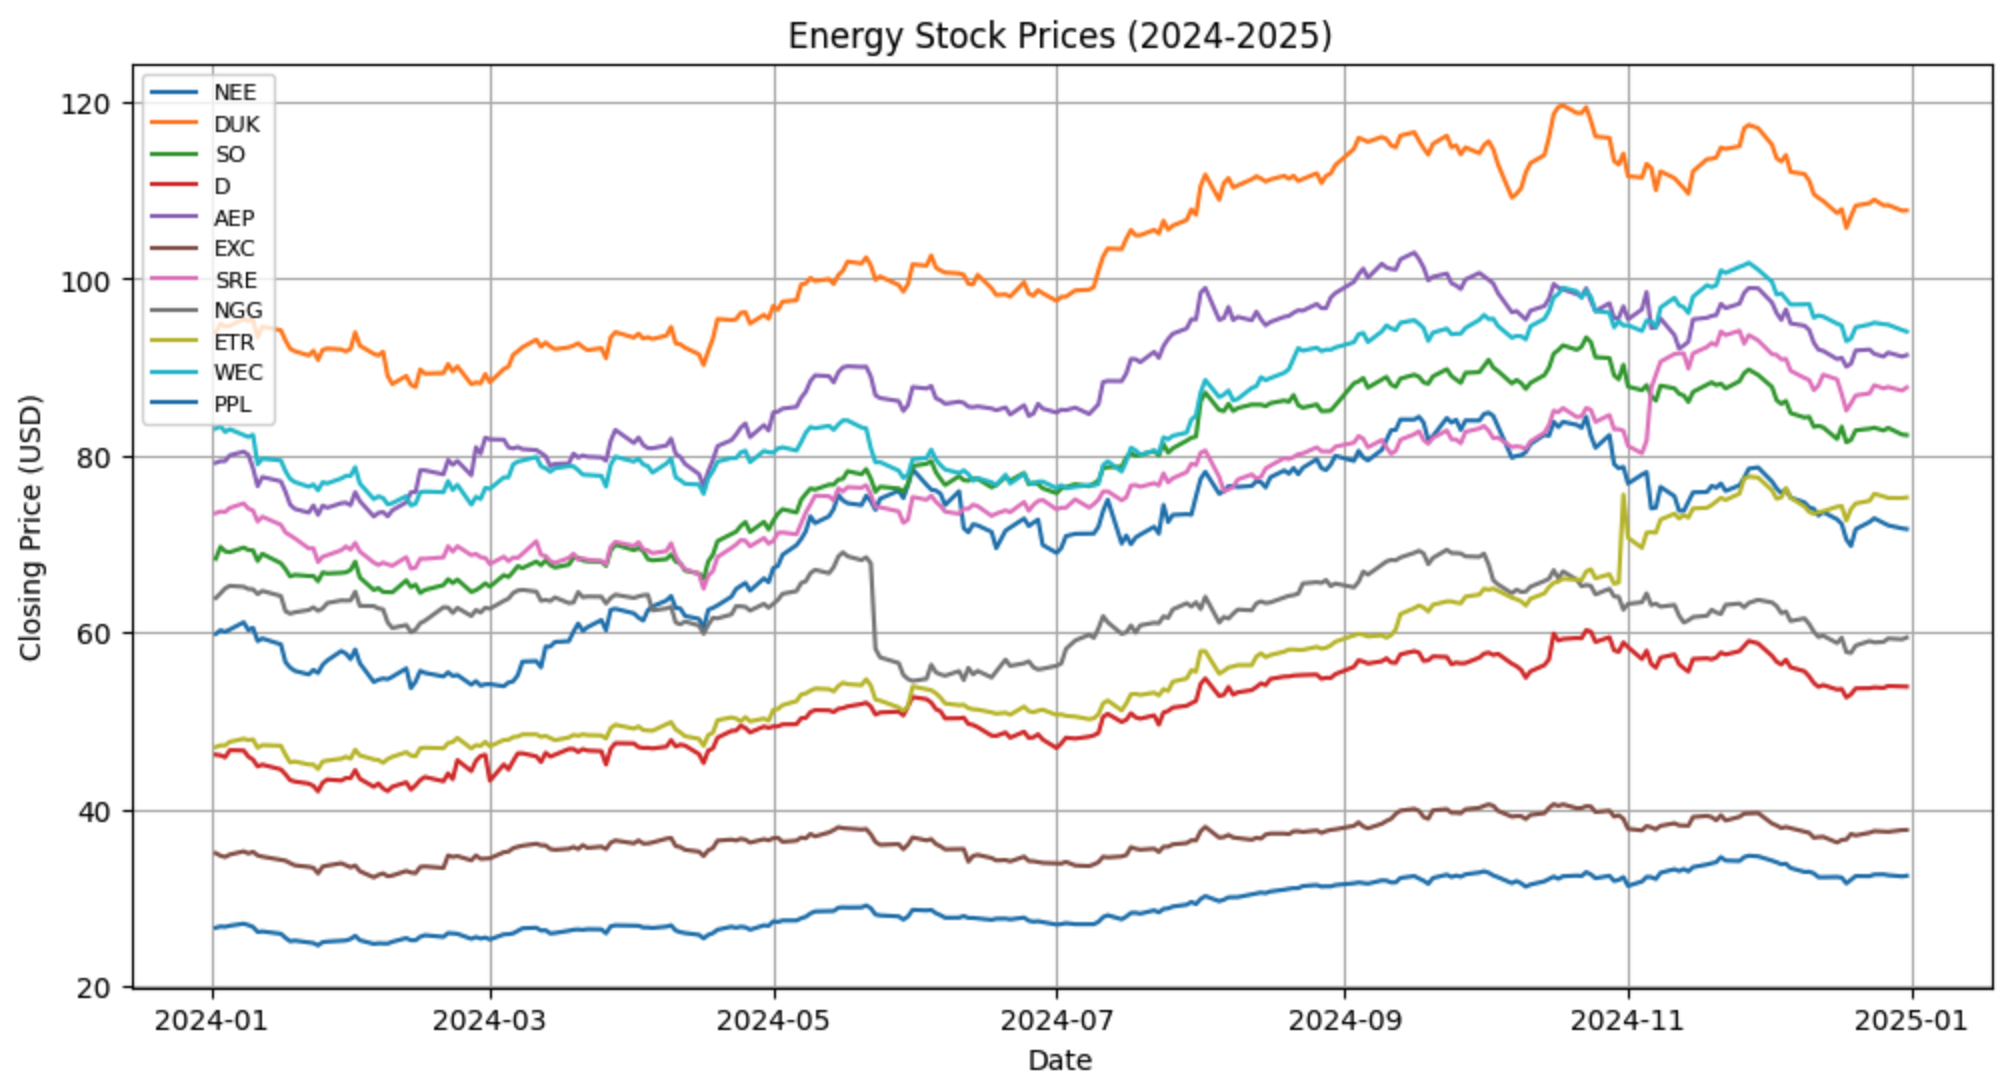 Energy Stock Prices (2024-2025)
NEE
DUK
SO
D
AEP
EXC
SRE
NGG
ETR
WEC
PPL
Closing Price (USD)
120
100
80
60
40
20
2024-01 2024-03 2024-05 2024-07 2024-09 2024-11 2025-01
Date